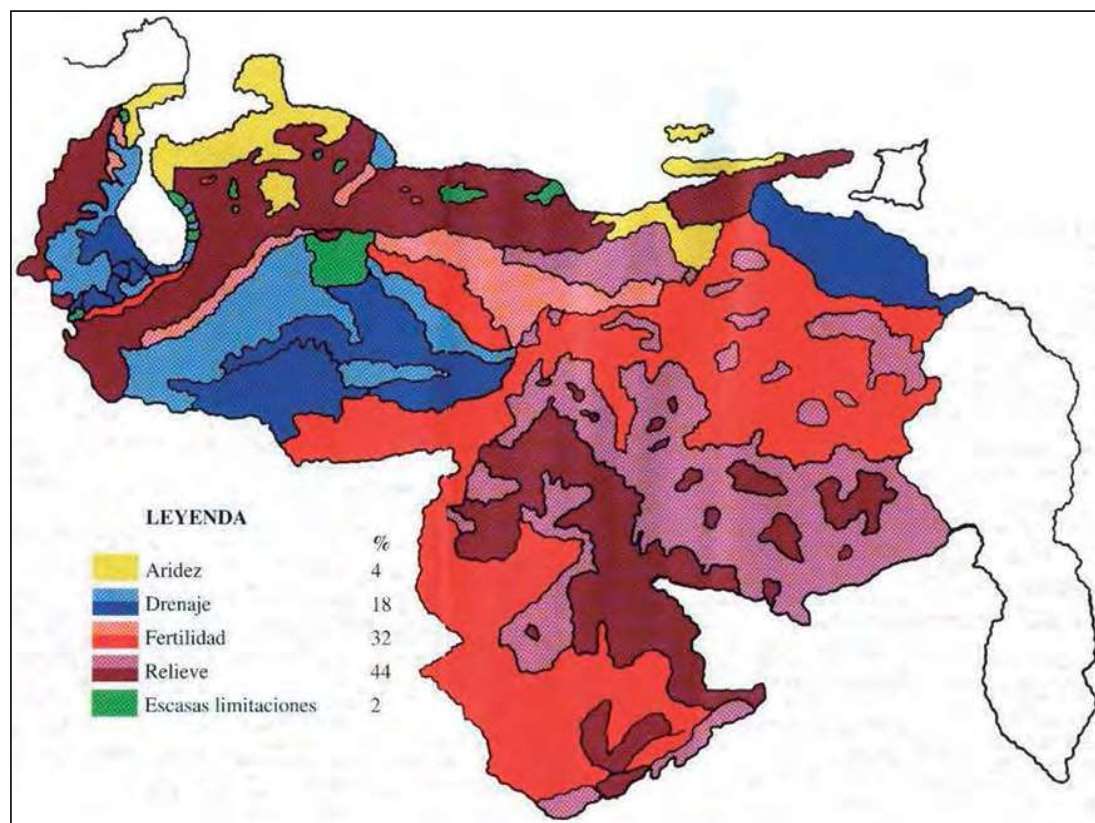 LEYENDA
%
Aridez 4
Drenaje 18
Fertilidad 32
Relieve 44
Escasas limitaciones 2